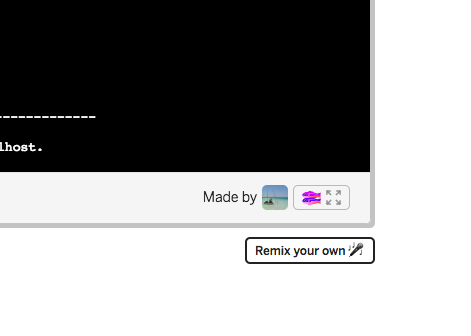 -------------
lhost.
Made by
Remix your own